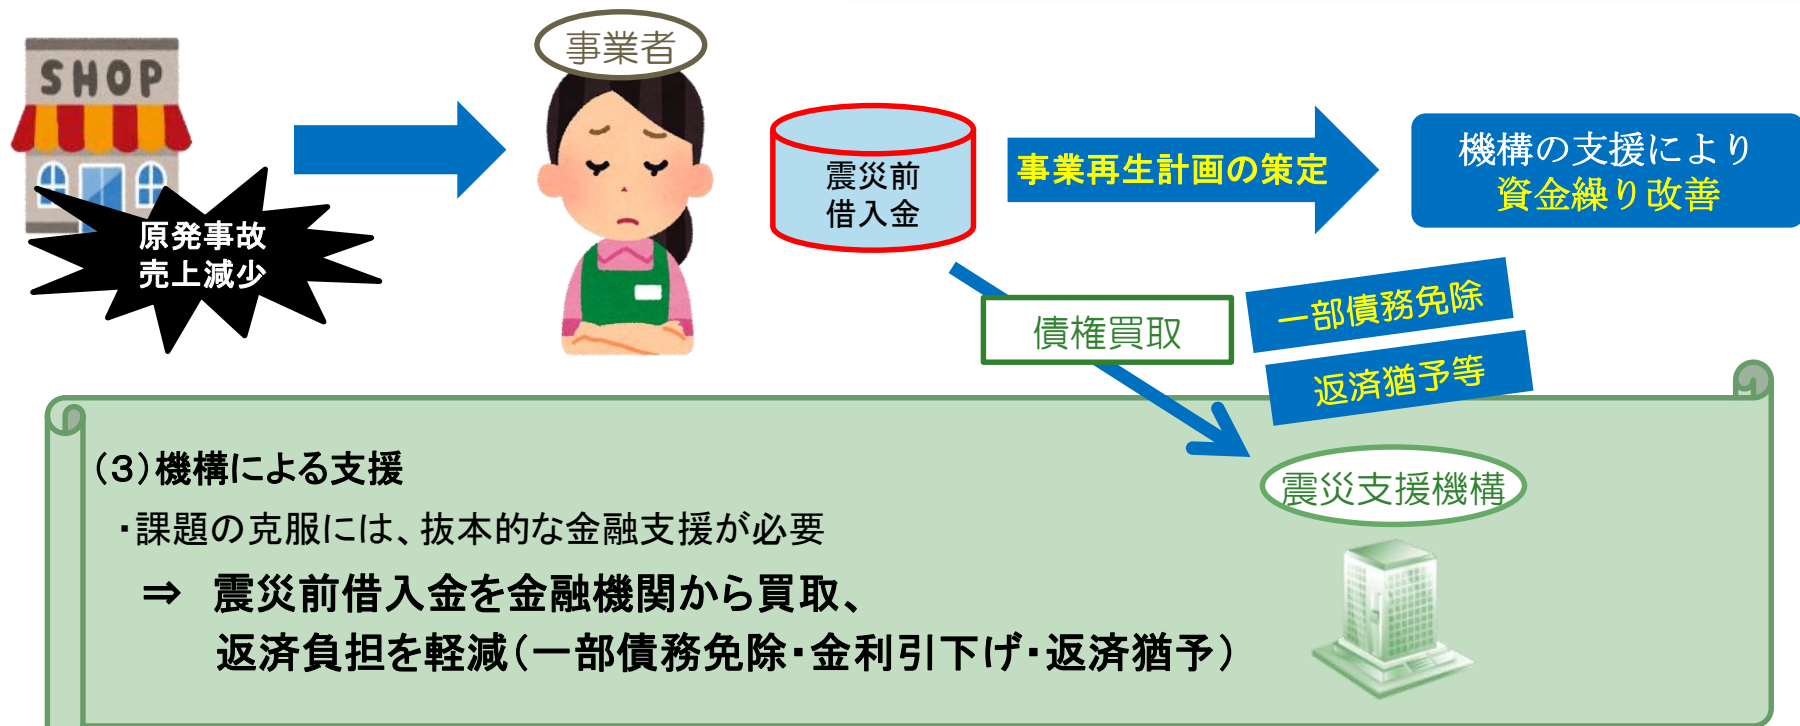 SHOP
原発事故
売上減少
事業者
震災前
借入金
事業再生計画の策定
機構の支援により
資金繰り改善
債権買取
一部債務免除
返済猶予等
(3)機構による支援
・課題の克服には、抜本的な金融支援が必要
⇒ 震災前借入金を金融機関から買取、
返済負担を軽減(一部債務免除・金利引下げ・返済猶予)
震災支援機構